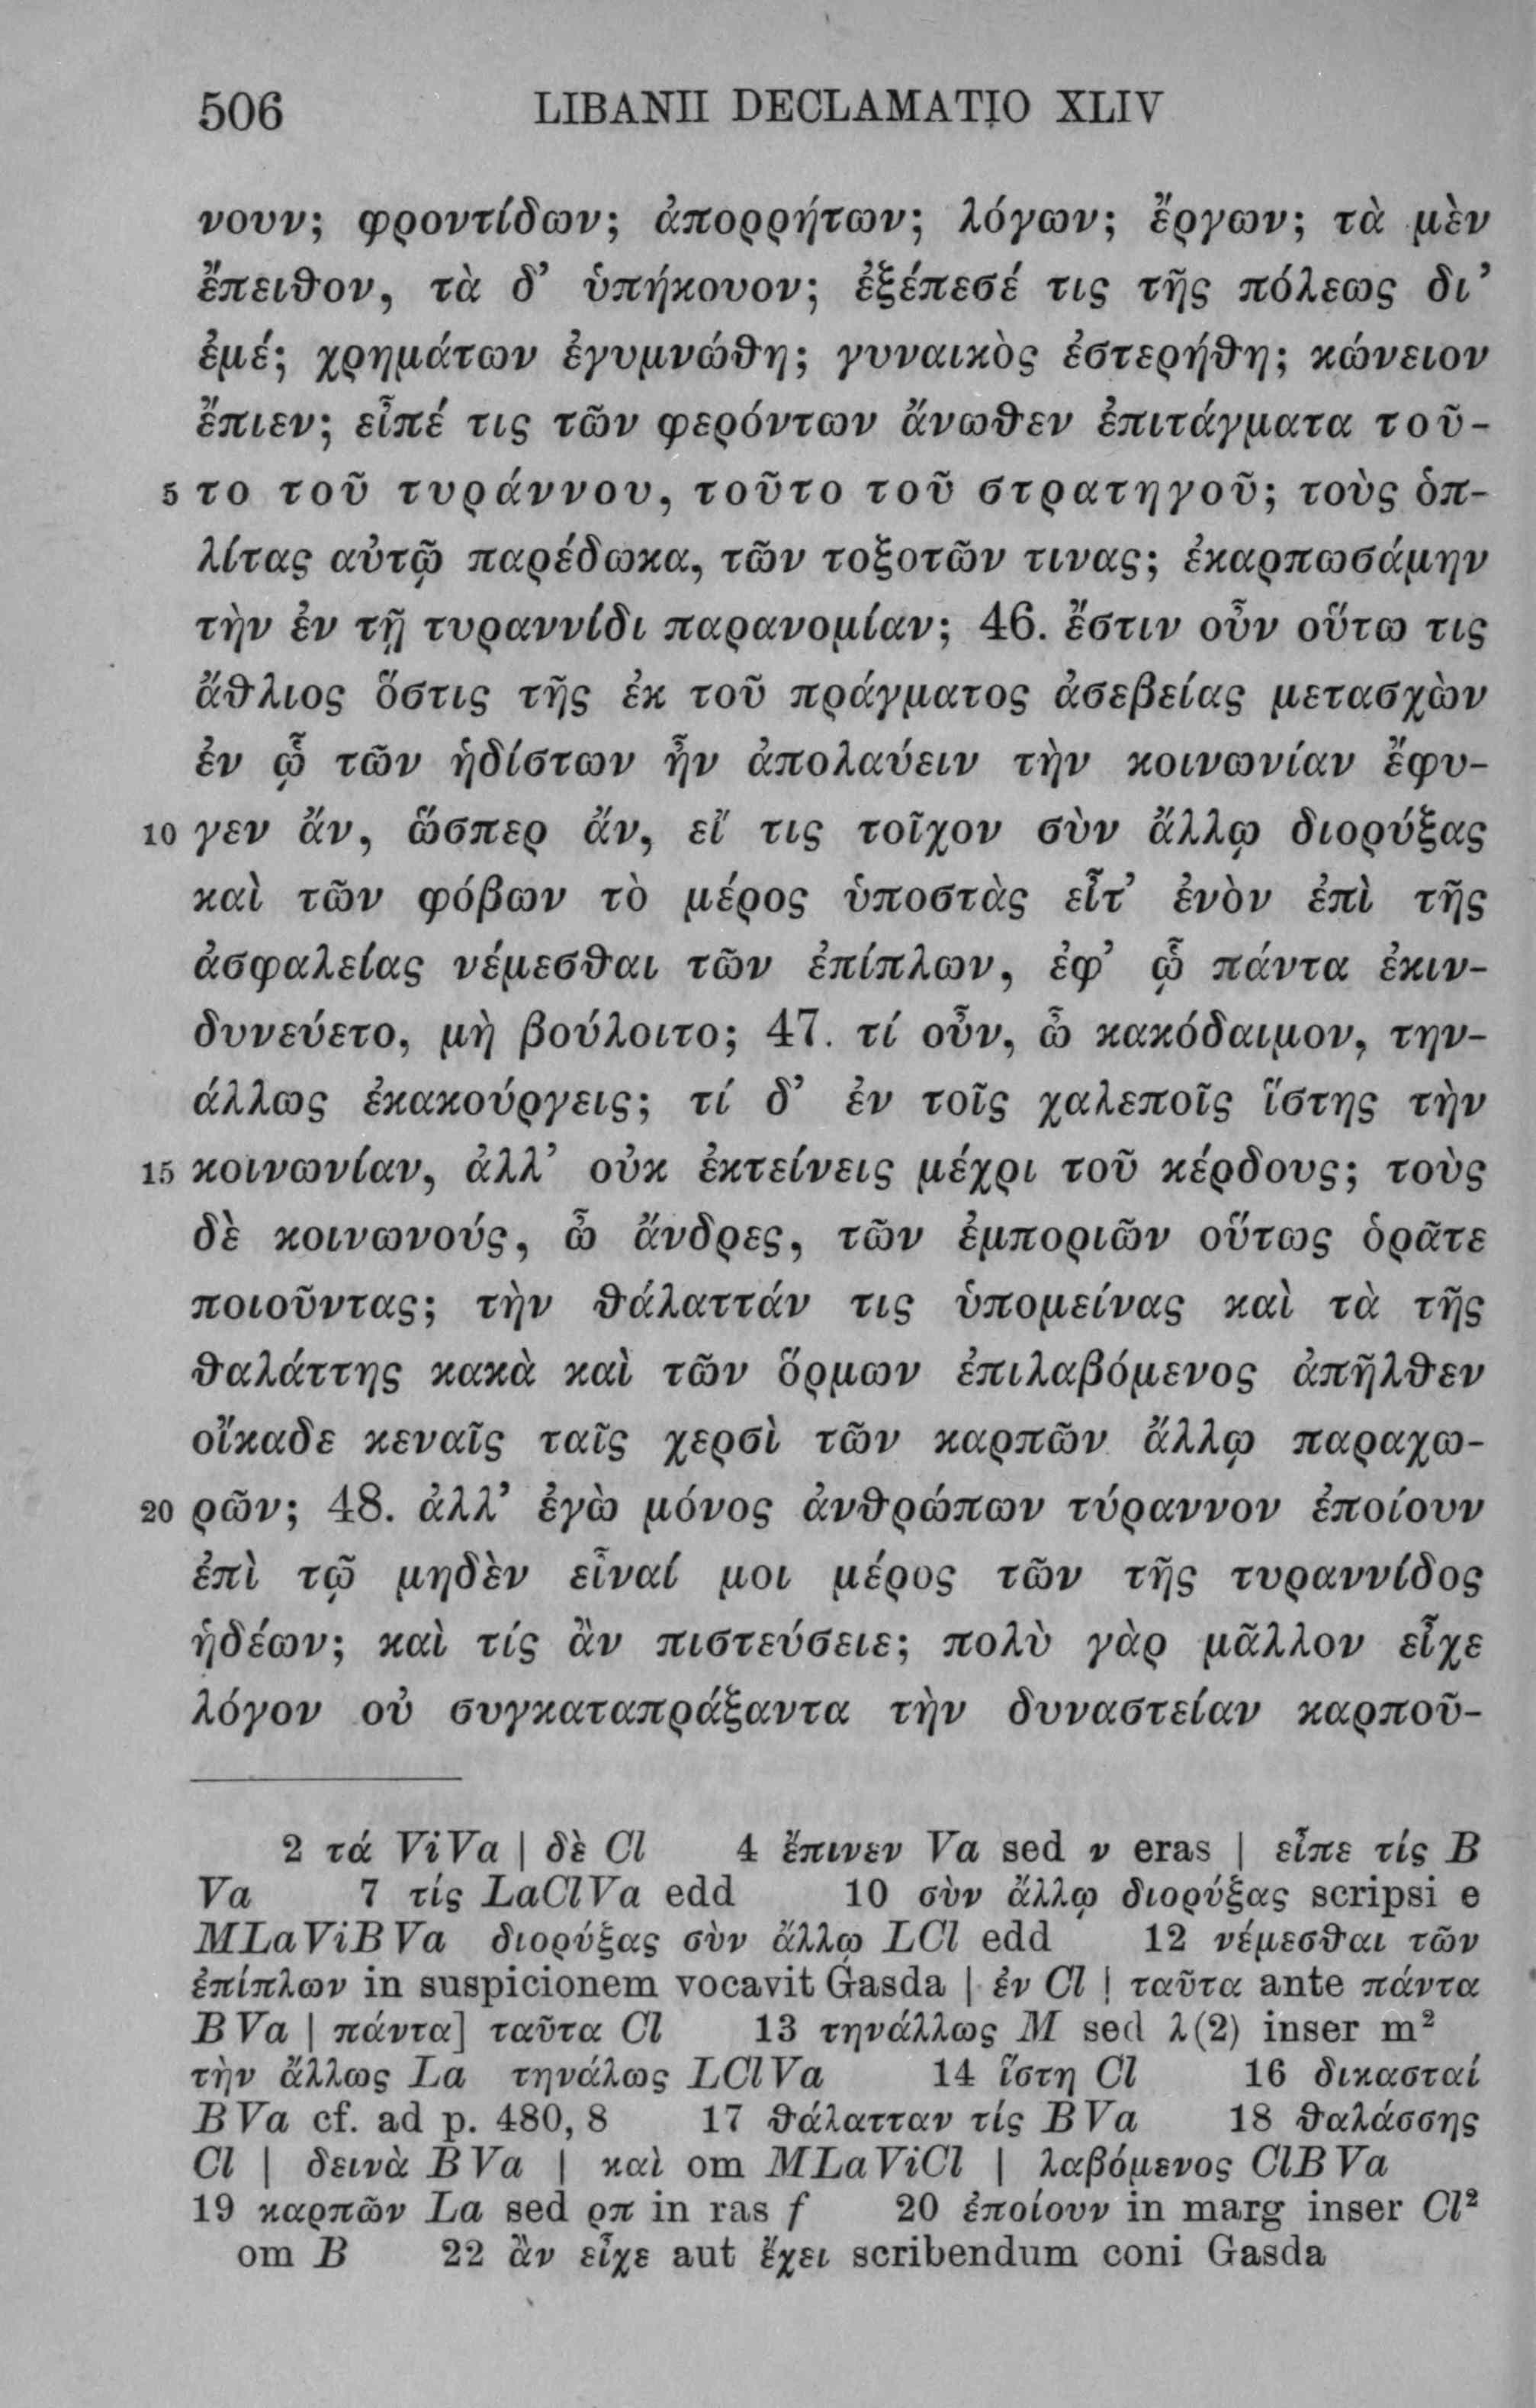 506 LIBANII DECLAMATIO XLIV
νουν; φροντίδων; ἀπορρήτων; λόγων; ἔργων; τὰ μὲν
ἔπειθον, τὰ δ’ ὑπήκουον; ἐξέπεσέ τις τῆς πόλεως δι’
ἐμέ; χρημάτων ἐγυμνώθη; γυναικὸς ἐστερήθη; κώνειον
ἔπιεν; εἶπέ τις τῶν φερόντων ἄνωθεν ἐπιτάγματα τοῦ-
5 το τοῦ τυράννου, τοῦτο τοῦ στρατηγοῦ; τοὺς ὁπ-
λίτας αὐτῷ παρέδωκα, τῶν τοξοτῶν τινας; ἐκαρπωσάμην
τὴν ἐν τῇ τυραννίδι παρανομίαν; 46. ἔστιν οὖν οὕτω τις
ἄθλιος ὅστις τῆς ἐκ τοῦ πράγματος ἀσεβείας μετασχὼν
ἐν ᾧ τῶν ἡδίστων ἦν ἀπολαύειν τὴν κοινωνίαν ἔφυ-
10 γεν ἄν, ὥσπερ ἄν, εἴ τις τοῖχον σὺν ἄλλῳ διορύξας
καὶ τῶν φόβων τὸ μέρος ὑποστὰς εἶτ’ ἐνὸν ἐπὶ τῆς
ἀσφαλείας νέμεσθαι τῶν ἐπίπλων, ἐφ’ ᾧ πάντα ἐκιν-
δυνεύετο, μὴ βούλοιτο; 47. τί οὖν, ὦ κακόδαιμον, την-
άλλως ἐκακούργεις; τί δ’ ἐν τοῖς χαλεποῖς ἵστης τὴν
15 κοινωνίαν, ἀλλ’ οὐκ ἐκτείνεις μέχρι τοῦ κέρδους; τοὺς
δὲ κοινωνούς, ὦ ἄνδρες, τῶν ἐμποριῶν οὕτως ὁρᾶτε
ποιοῦντας; τὴν θάλαττάν τις ὑπομείνας καὶ τὰ τῆς
θαλάττης κακὰ καὶ τῶν ὅρμων ἐπιλαβόμενος ἀπῆλθεν
οἴκαδε κεναῖς ταῖς χερσὶ τῶν καρπῶν ἄλλῳ παραχω-
20 ρῶν; 48. ἀλλ’ ἐγὼ μόνος ἀνθρώπων τύραννον ἐποίουν
ἐπὶ τῷ μηδὲν εἶναί μοι μέρος τῶν τῆς τυραννίδος
ἡδέων; καὶ τίς ἂν πιστεύσειε; πολὺ γὰρ μᾶλλον εἶχε
λόγον οὐ συγκαταπράξαντα τὴν δυναστείαν καρποῦ-
2 τά ViVa | δὲ Cl 4 ἔπινεν Va sed ν eras | εἶπε τίς B
Va 7 τίς LaClVa edd 10 σὺν ἄλλῳ διορύξας scripsi e
MLaViBVa διορύξας σὺν ἄλλῳ LCl edd 12 νέμεσθαι τῶν
ἐπίπλων in suspicionem vocavit Gasda | ἐν Cl | ταῦτα ante πάντα
BVa | πάντα] ταῦτα Cl 13 τηνάλλως M sed λ(2) inser m²
τὴν ἄλλως La τηνάλως LClVa 14 ἵστη Cl 16 δικασταί
BVa cf. ad p. 480, 8 17 θάλατταν τίς BVa 18 θαλάσσης
Cl | δεινὰ BVa | καὶ om MLaViCl | λαβόμενος ClBVa
19 καρπῶν La sed ρπ in ras f 20 ἐποίουν in marg inser Cl²
om B 22 ἂν εἶχε aut ἔχει scribendum coni Gasda